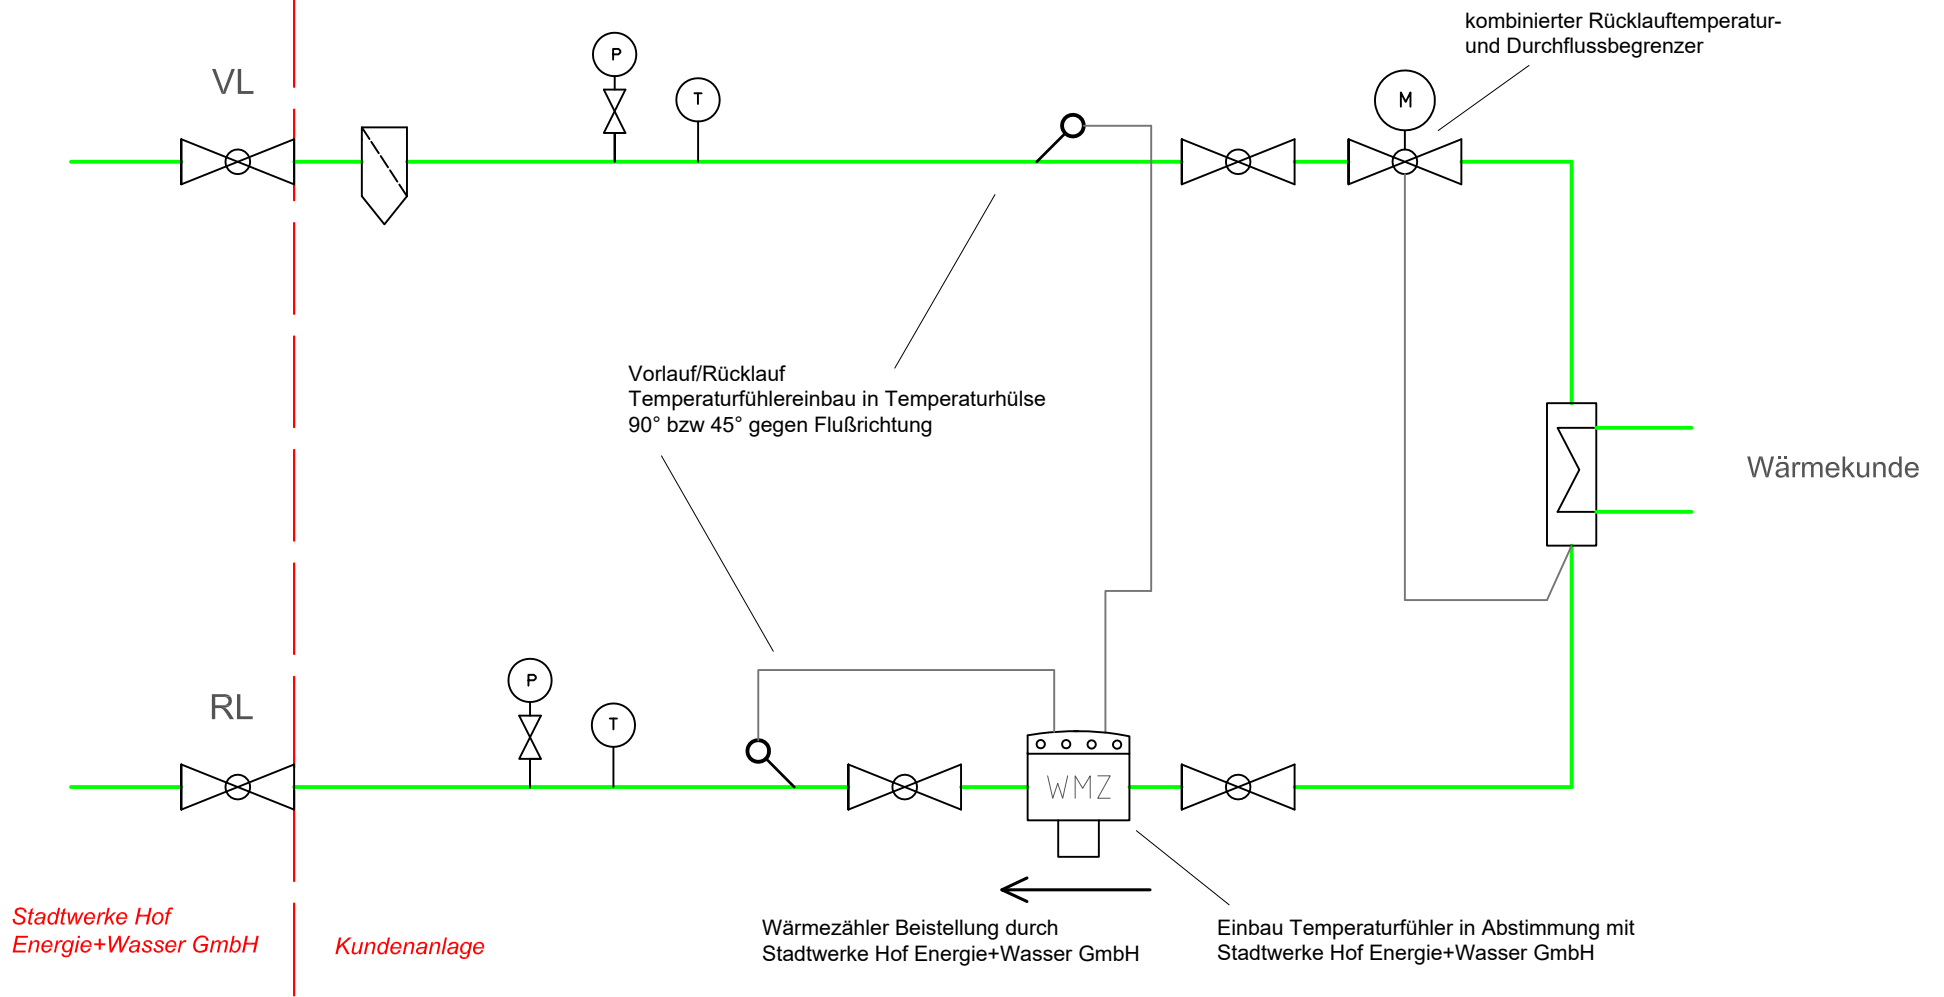 kombinierter Rücklauftemperatur-
und Durchflussbegrenzer
P
VL
T
M
Vorlauf/Rücklauf
Temperaturfühlereinbau in Temperaturhülse
90° bzw 45° gegen Flußrichtung
Wärmekunde
P
RL
T
WMZ
Stadtwerke Hof
Energie+Wasser GmbH
Kundenanlage
Wärmezähler Beistellung durch
Stadtwerke Hof Energie+Wasser GmbH
Einbau Temperaturfühler in Abstimmung mit
Stadtwerke Hof Energie+Wasser GmbH